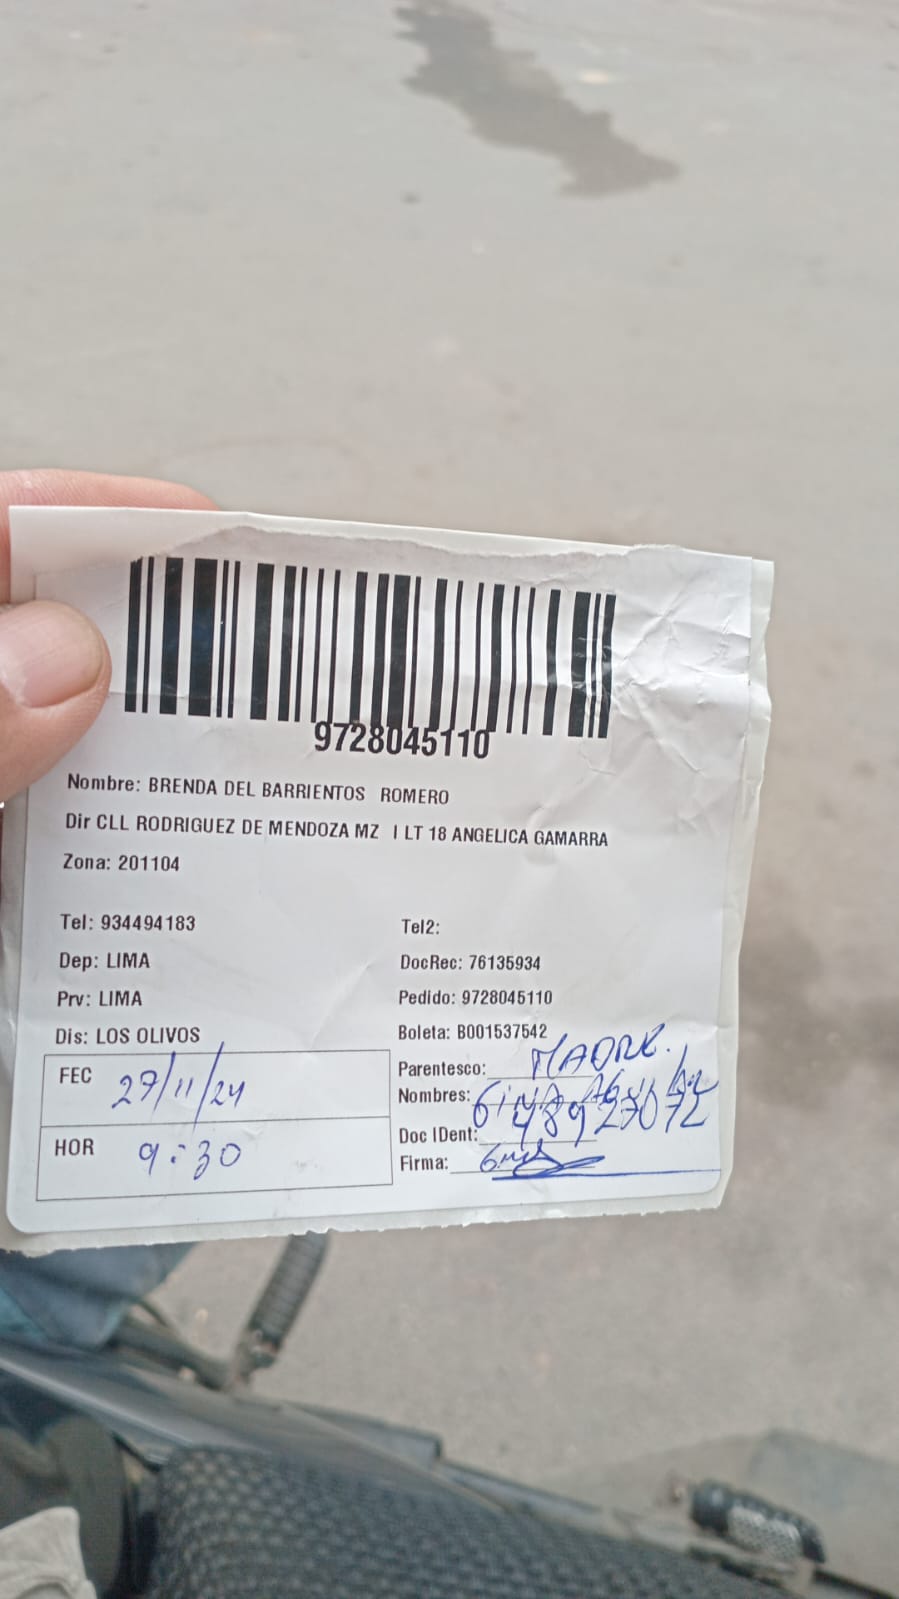 9728045110
Nombre: BRENDA DEL BARRIENTOS ROMERO
Dir CLL RODRIGUEZ DE MENDOZA MZ I LT 18 ANGELICA GAMARRA
Zona: 201104
Tel: 934494183
Tel2:
Dep: LIMA
DocRec: 76135934
Prv: LIMA
Pedido: 9728045110
Dis: LOS OLIVOS
Boleta: B001537542
FEC 27/11/24
HOR 9:30
Parentesco: MADRE.
Nombres: Gina
Doc IDent: 48927072
Firma: